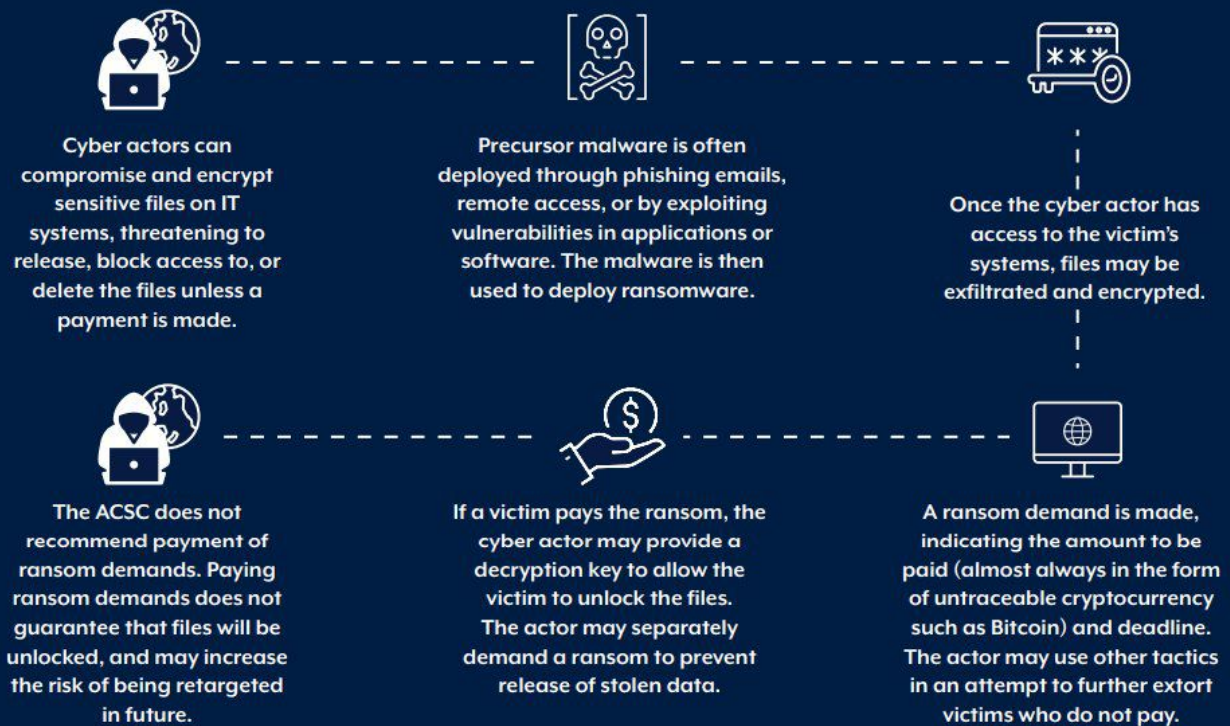 ***
Cyber actors can
compromise and encrypt
sensitive files on IT
systems, threatening to
release, block access to, or
delete the files unless a
payment is made.
Precursor malware is often
deployed through phishing emails,
remote access, or by exploiting
vulnerabilities in applications or
software. The malware is then
used to deploy ransomware.
Once the cyber actor has
access to the victim's
systems, files may be
exfiltrated and encrypted.
$
A ransom demand is made,
indicating the amount to be
paid (almost always in the form
of untraceable cryptocurrency
such as Bitcoin) and deadline.
The actor may use other tactics
in an attempt to further extort
victims who do not pay.
If a victim pays the ransom, the
cyber actor may provide a
decryption key to allow the
victim to unlock the files.
The actor may separately
demand a ransom to prevent
release of stolen data.
The ACSC does not
recommend payment of
ransom demands. Paying
ransom demands does not
guarantee that files will be
unlocked, and may increase
the risk of being retargeted
in future.